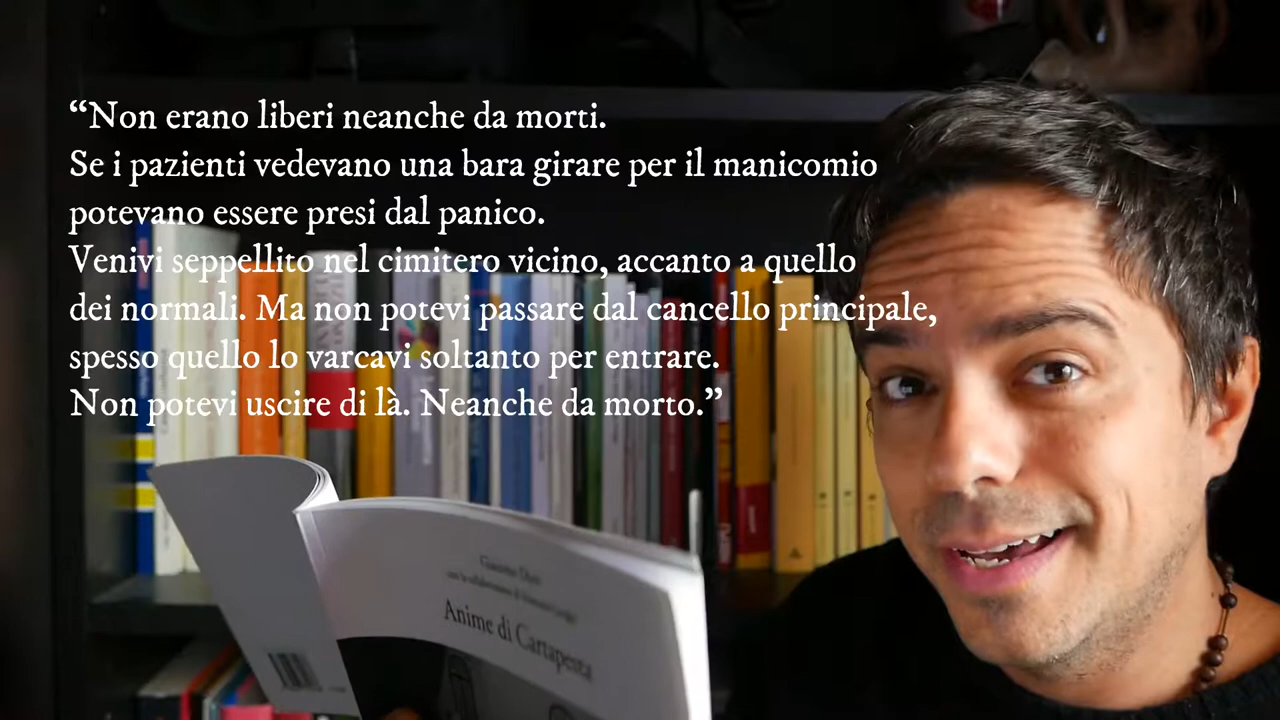 “Non erano liberi neanche da morti.
Se i pazienti vedevano una bara girare per il manicomio
potevano essere presi dal panico.
Venivi seppellito nel cimitero vicino, accanto a quello
dei normali. Ma non potevi passare dal cancello principale,
spesso quello lo varcavi soltanto per entrare.
Non potevi uscire di là. Neanche da morto.”
Anime di Cartapesta